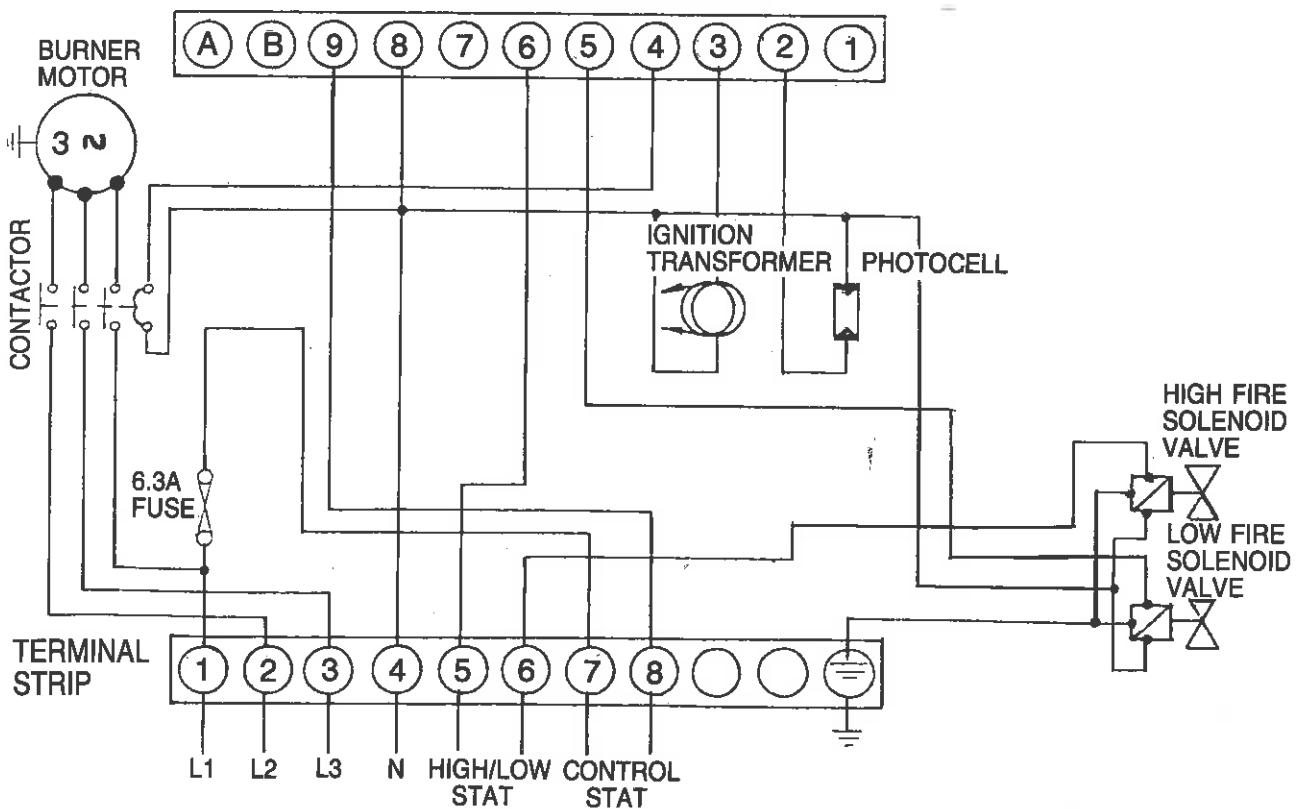 A B 9 8 7 6 5 4 3 2 1
BURNER
MOTOR
3 ~
CONTACTOR
IGNITION
TRANSFORMER
PHOTOCELL
6.3A
FUSE
HIGH FIRE
SOLENOID
VALVE
LOW FIRE
SOLENOID
VALVE
TERMINAL
STRIP
1 2 3 4 5 6 7 8
L1 L2 L3 N
HIGH/LOW
STAT
CONTROL
STAT